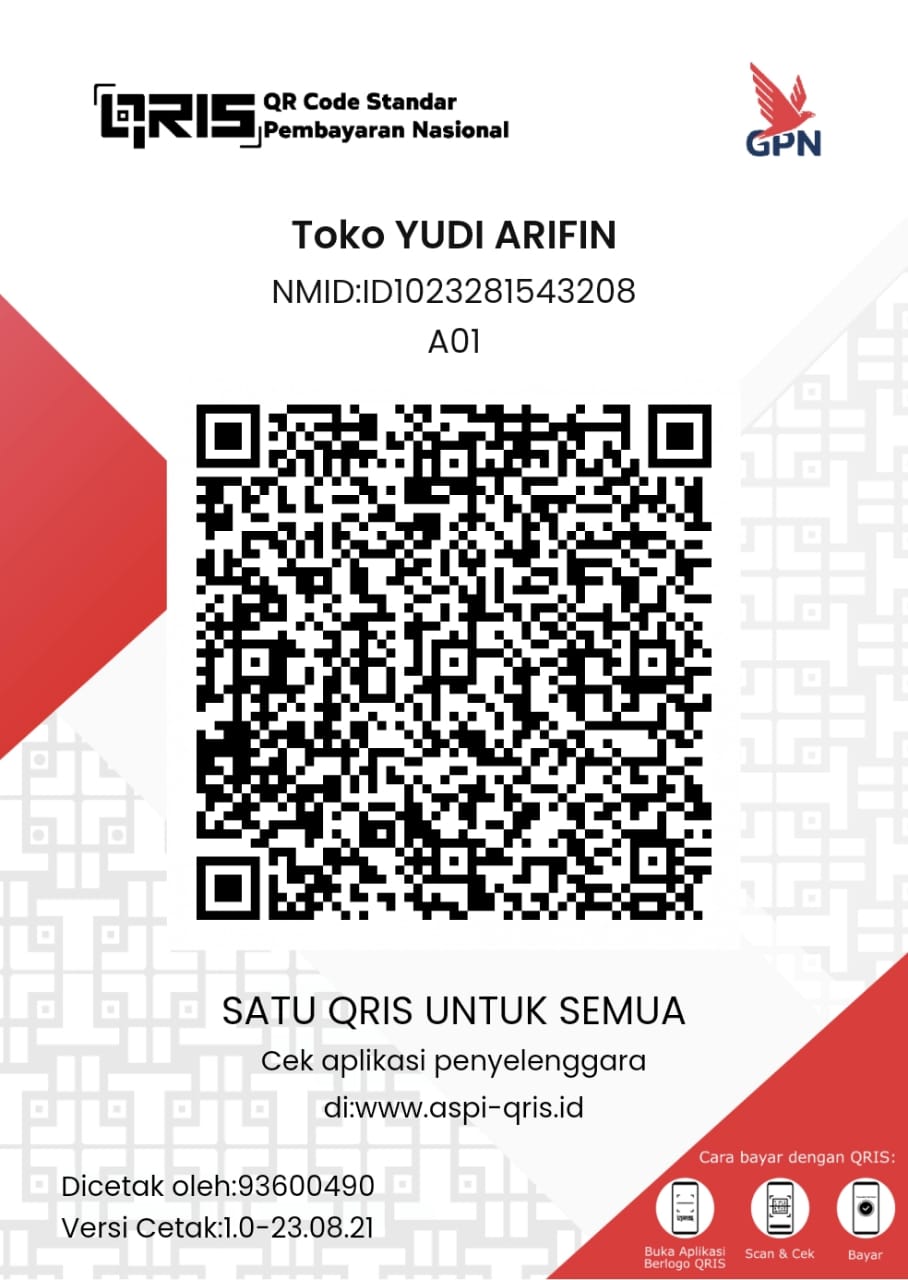 QRIS QR Code Standar
Pembayaran Nasional
GPN
Toko YUDI ARIFIN
NMID:ID1023281543208
A01
SATU QRIS UNTUK SEMUA
Cek aplikasi penyelenggara
di:www.aspi-qris.id
Dicetak oleh:93600490
Versi Cetak:1.0-23.08.21
Cara bayar dengan QRIS:
Buka Aplikasi
Berlogo QRIS
Scan & Cek
Bayar